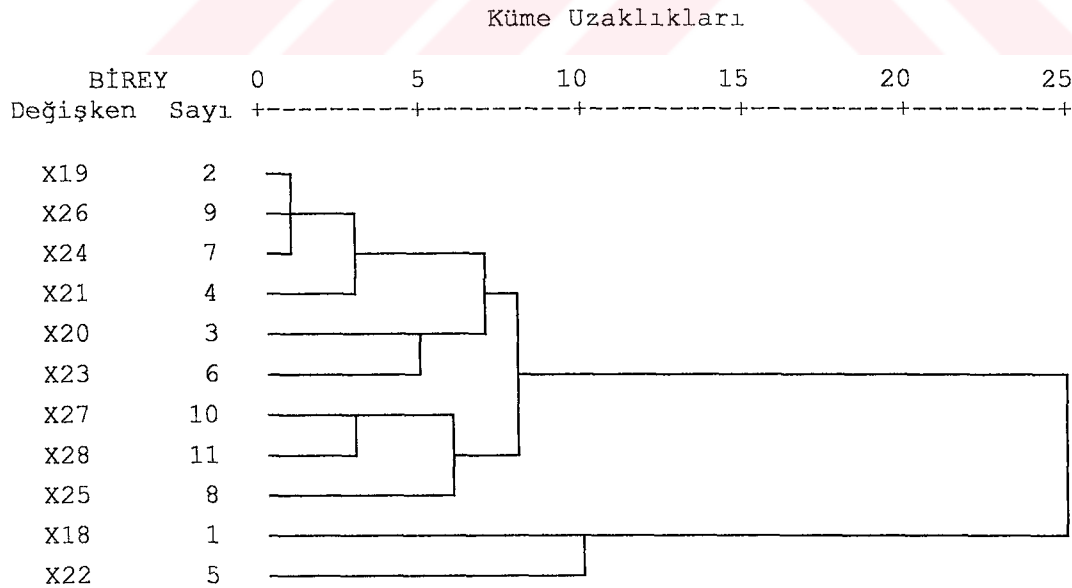 Küme Uzaklıkları
BİREY 0 5 10 15 20 25
Değişken Sayı +---------+---------+---------+---------+---------+
X19 2
X26 9
X24 7
X21 4
X20 3
X23 6
X27 10
X28 11
X25 8
X18 1
X22 5